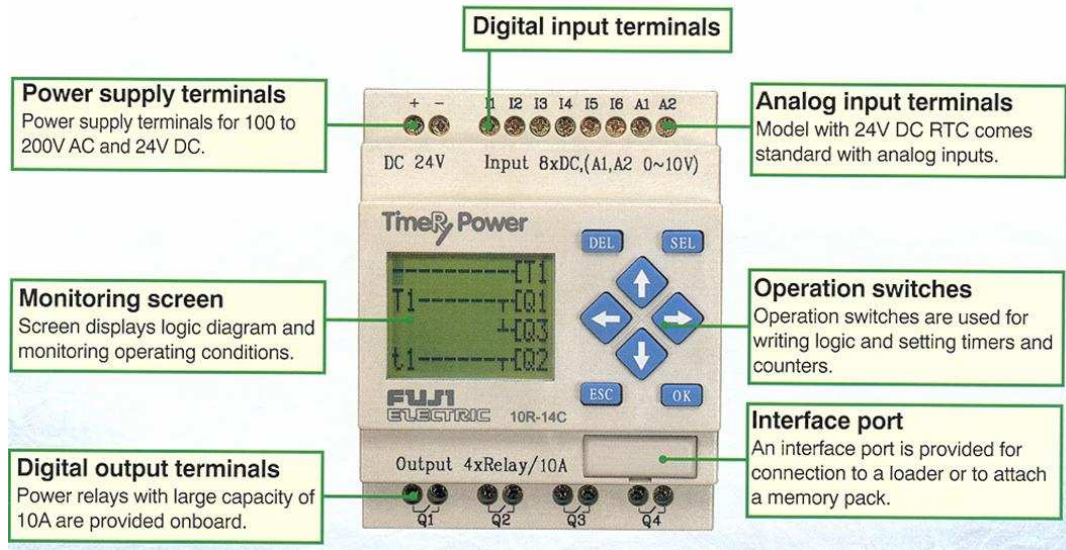 Digital input terminals
Power supply terminals
Power supply terminals for 100 to
200V AC and 24V DC.
+ - I1 I2 I3 I4 I5 I6 A1 A2
DC 24V Input 8xDC,(A1,A2 0~10V)
Analog input terminals
Model with 24V DC RTC comes
standard with analog inputs.
TimeRy Power
DEL SEL
Monitoring screen
Screen displays logic diagram and
monitoring operating conditions.
--------[T1
T1------┬[Q1
┴[Q3
t1------┬[Q2
Operation switches
Operation switches are used for
writing logic and setting timers and
counters.
ESC OK
FUJI
ELECTRIC 10R-14C
Interface port
An interface port is provided for
connection to a loader or to attach
a memory pack.
Digital output terminals
Power relays with large capacity of
10A are provided onboard.
Output 4xRelay/10A
Q1 Q2 Q3 Q4